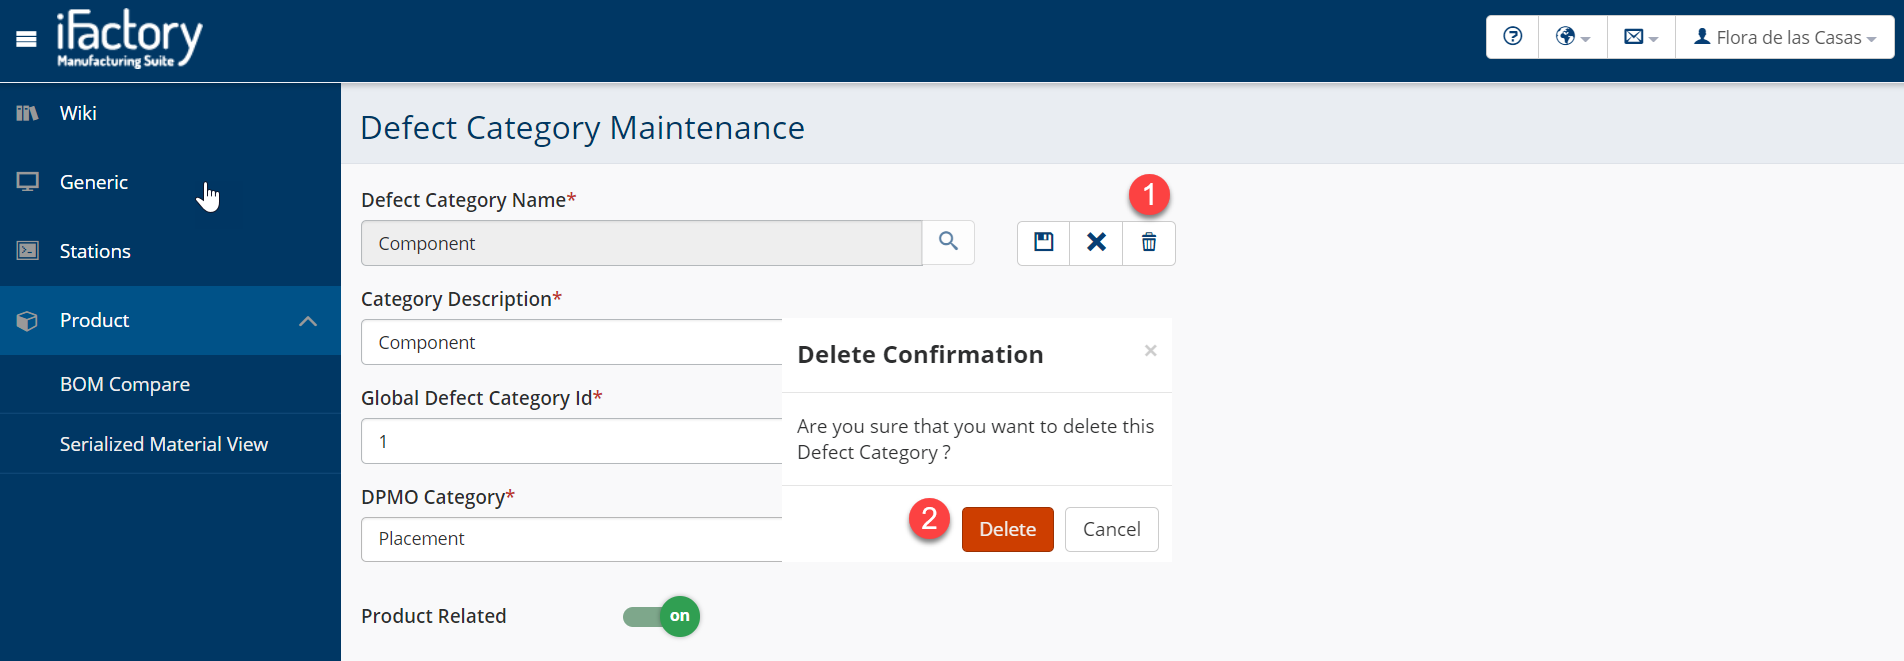 iFactory
Manufacturing Suite
Flora de las Casas
Wiki
Generic
Stations
Product
BOM Compare
Serialized Material View
Defect Category Maintenance
Defect Category Name*
1
Component
Category Description*
Component
Global Defect Category Id*
1
DPMO Category*
Placement
Product Related
on
Delete Confirmation
×
Are you sure that you want to delete this
Defect Category ?
2
Delete
Cancel